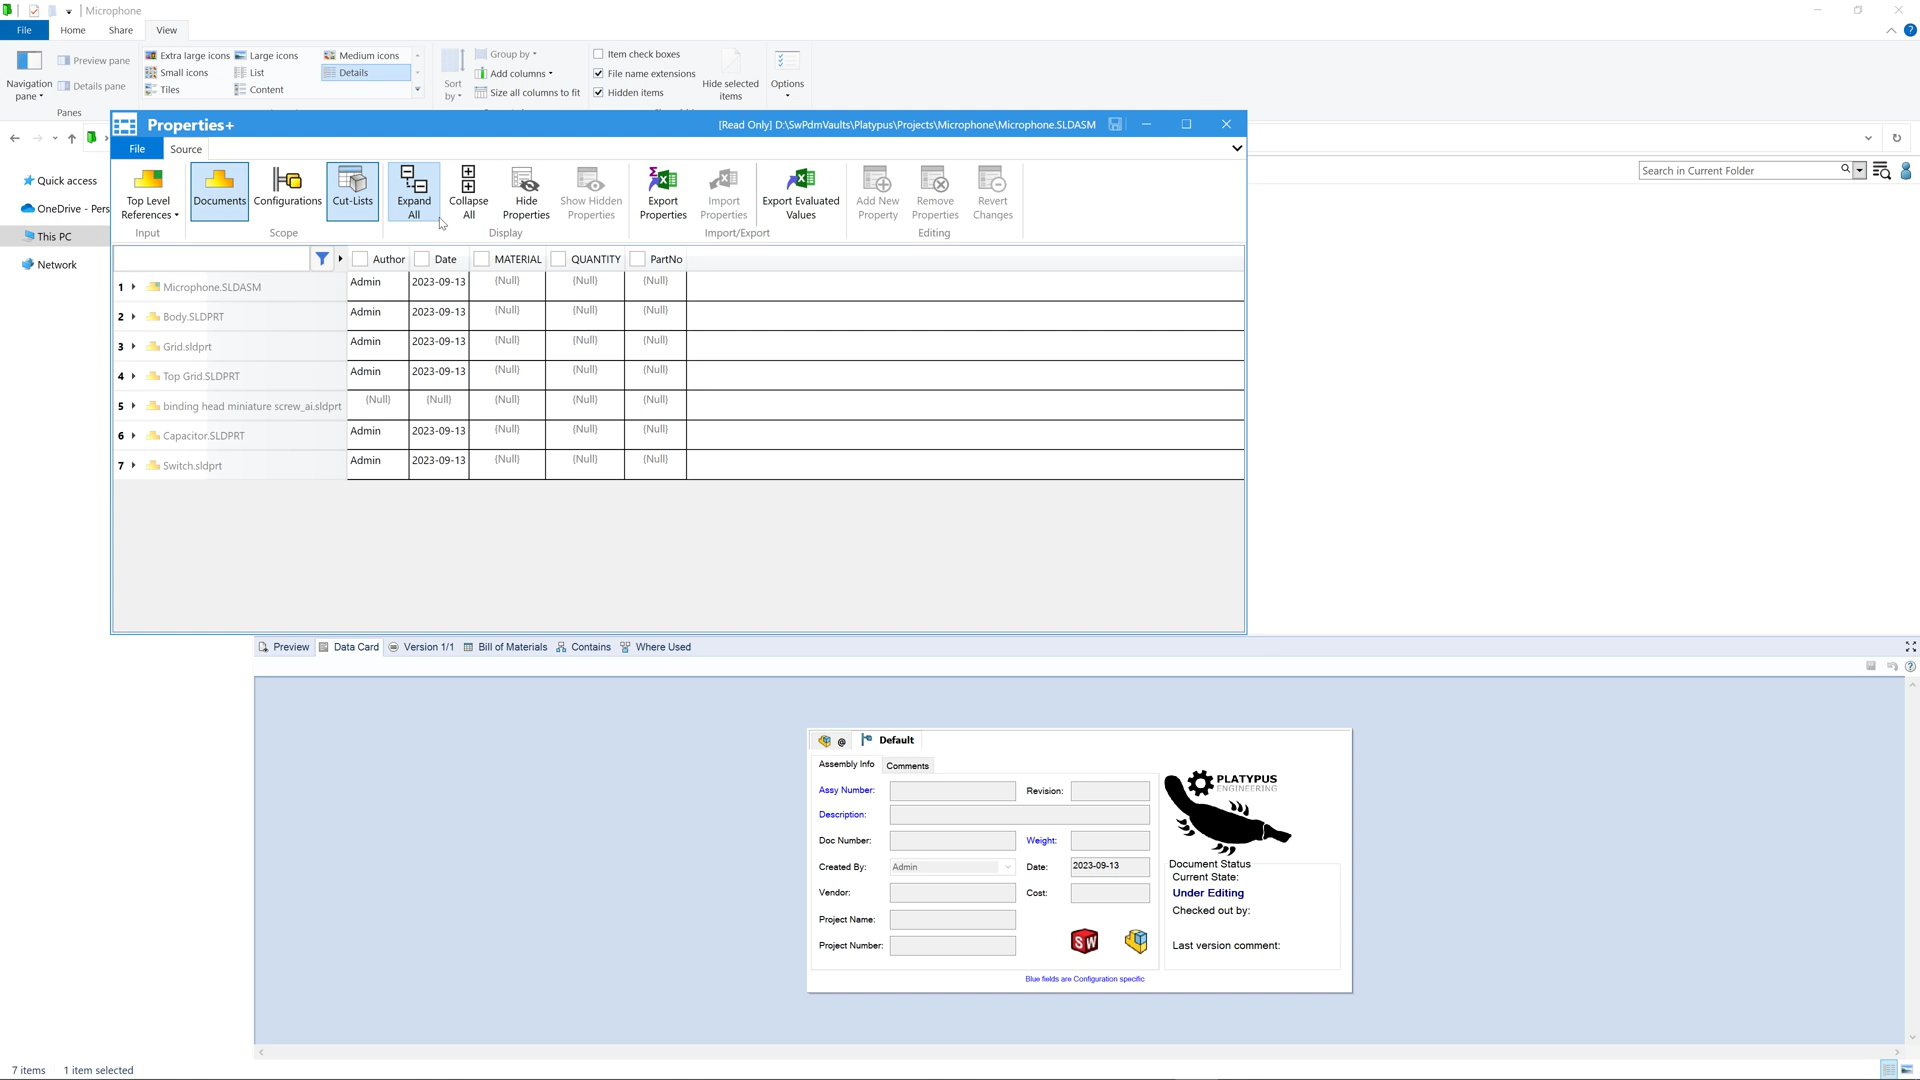 Microphone
File Home Share View
Navigation pane
Preview pane
Details pane
Panes
Extra large icons Large icons Medium icons
Small icons List Details
Tiles Content
Sort by
Group by
Add columns
Size all columns to fit
Item check boxes
File name extensions
Hidden items
Hide selected items
Options
Properties+
[Read Only] D:\SwPdmVaults\Platypus\Projects\Microphone\Microphone.SLDASM
File Source
Top Level References
Input
Documents Configurations Cut-Lists
Scope
Expand All
Collapse All
Hide Properties
Show Hidden Properties
Display
Export Properties
Import Properties
Export Evaluated Values
Import/Export
Add New Property
Remove Properties
Revert Changes
Editing
Search in Current Folder
Quick access
OneDrive - Pers
This PC
Network
Author Date MATERIAL QUANTITY PartNo
1 Microphone.SLDASM Admin 2023-09-13 {Null} {Null} {Null}
2 Body.SLDPRT Admin 2023-09-13 {Null} {Null} {Null}
3 Grid.sldprt Admin 2023-09-13 {Null} {Null} {Null}
4 Top Grid.SLDPRT Admin 2023-09-13 {Null} {Null} {Null}
5 binding head miniature screw_ai.sldprt {Null} {Null} {Null} {Null} {Null}
6 Capacitor.SLDPRT Admin 2023-09-13 {Null} {Null} {Null}
7 Switch.sldprt Admin 2023-09-13 {Null} {Null} {Null}
Preview Data Card Version 1/1 Bill of Materials Contains Where Used
@ Default
Assembly Info Comments
Assy Number: Revision:
Description:
Doc Number: Weight:
Created By: Admin Date: 2023-09-13
Vendor: Cost:
Project Name:
Project Number:
SW
Blue fields are Configuration specific
PLATYPUS
ENGINEERING
Document Status
Current State:
Under Editing
Checked out by:
Last version comment:
7 items 1 item selected